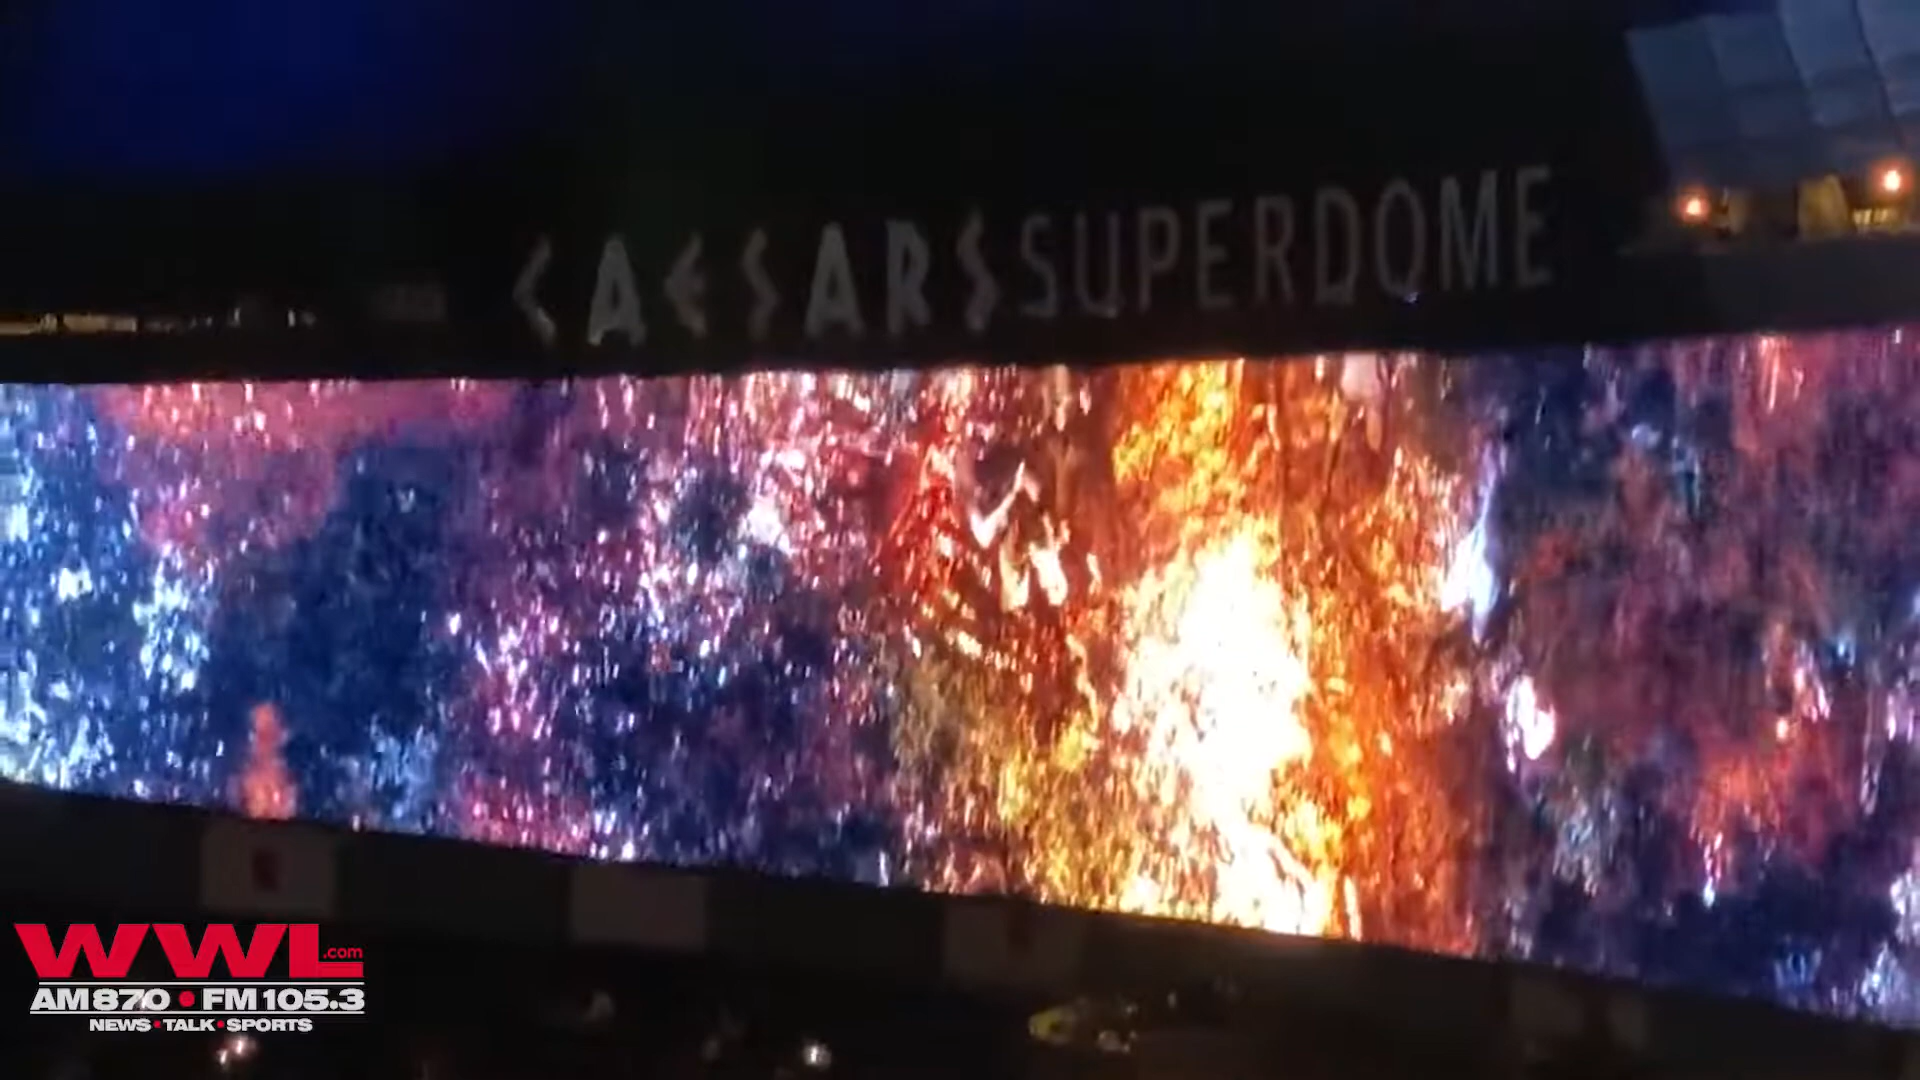 CAESARS SUPERDOME
WWL.com
AM870 • FM105.3
NEWS • TALK • SPORTS